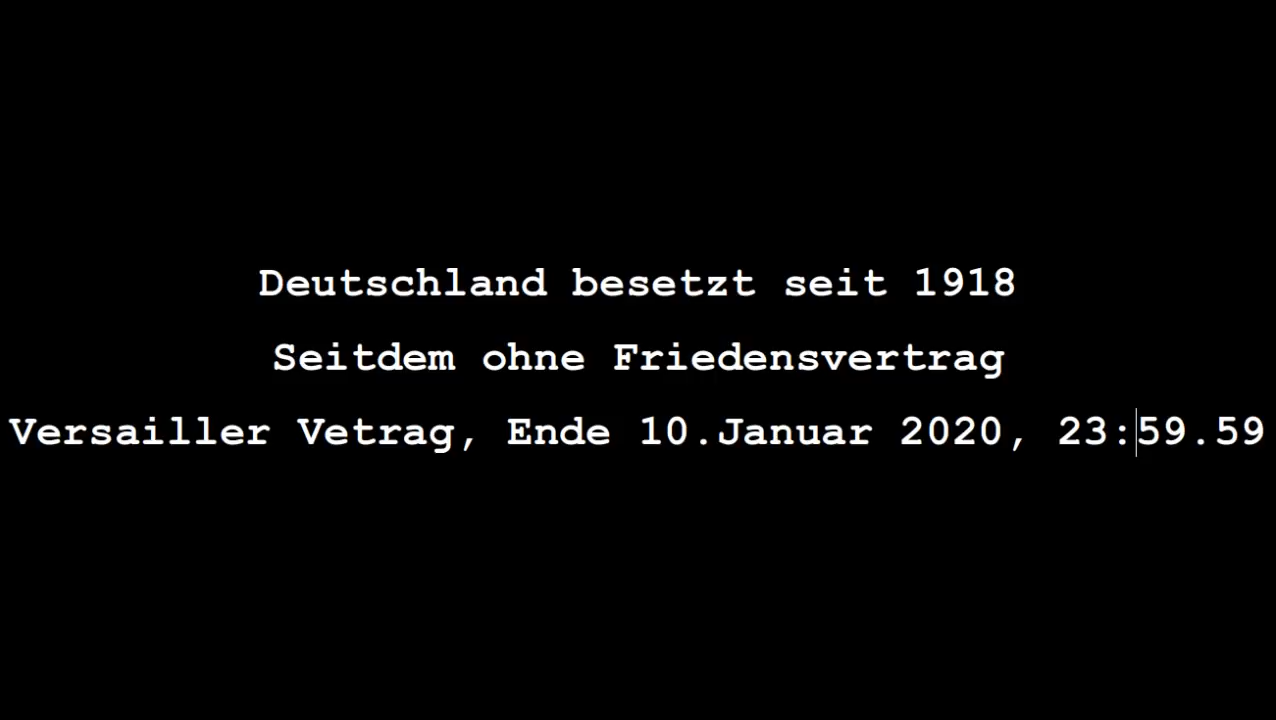 Deutschland besetzt seit 1918
Seitdem ohne Friedensvertrag
Versailler Vetrag, Ende 10.Januar 2020, 23:59.59